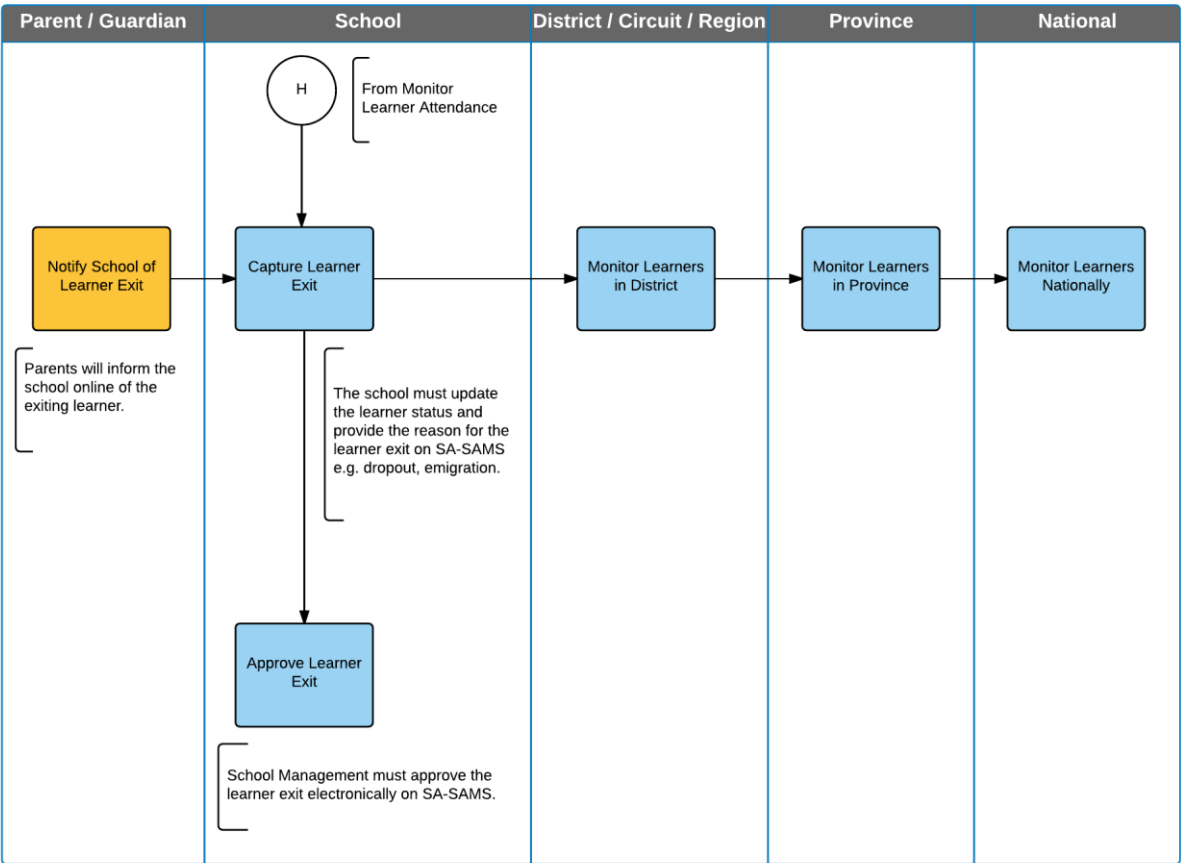 Parent / Guardian
School
District / Circuit / Region
Province
National
H
From Monitor
Learner Attendance
Notify School of
Learner Exit
Capture Learner
Exit
Monitor Learners
in District
Monitor Learners
in Province
Monitor Learners
Nationally
Parents will inform the
school online of the
exiting learner.
The school must update
the learner status and
provide the reason for the
learner exit on SA-SAMS
e.g. dropout, emigration.
Approve Learner
Exit
School Management must approve the
learner exit electronically on SA-SAMS.